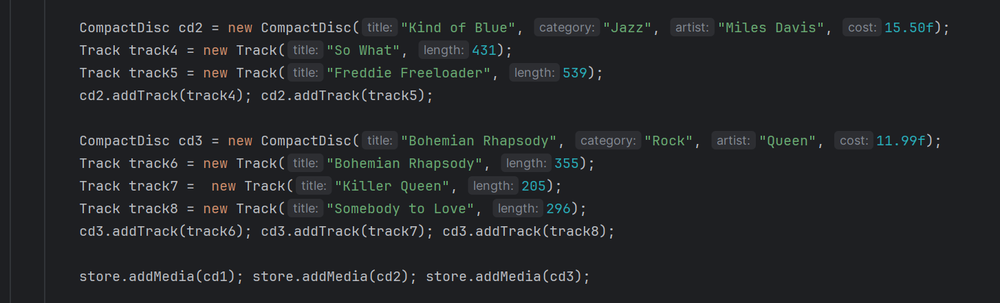 CompactDisc cd2 = new CompactDisc( title: "Kind of Blue", category: "Jazz", artist: "Miles Davis", cost: 15.50f);
Track track4 = new Track( title: "So What", length: 431);
Track track5 = new Track( title: "Freddie Freeloader", length: 539);
cd2.addTrack(track4); cd2.addTrack(track5);
CompactDisc cd3 = new CompactDisc( title: "Bohemian Rhapsody", category: "Rock", artist: "Queen", cost: 11.99f);
Track track6 = new Track( title: "Bohemian Rhapsody", length: 355);
Track track7 =  new Track( title: "Killer Queen", length: 205);
Track track8 = new Track( title: "Somebody to Love", length: 296);
cd3.addTrack(track6); cd3.addTrack(track7); cd3.addTrack(track8);
store.addMedia(cd1); store.addMedia(cd2); store.addMedia(cd3);